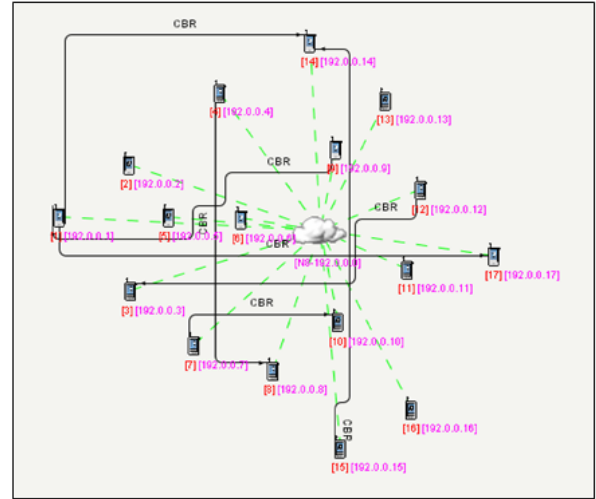 CBR
[14] [192.0.0.14]
[4] [192.0.0.4]
[13] [192.0.0.13]
[9] [192.0.0.9]
CBR
[2] [192.0.0.2]
[12] [192.0.0.12]
CBR
CBR
[1] [192.0.0.1]
[5] [192.0.0.5]
[6] [192.0.0.6]
CBR
[N8-192.0.0.0]
[17] [192.0.0.17]
[11] [192.0.0.11]
[3] [192.0.0.3]
CBR
[10] [192.0.0.10]
[7] [192.0.0.7]
[8] [192.0.0.8]
[16] [192.0.0.16]
CBR
[15] [192.0.0.15]